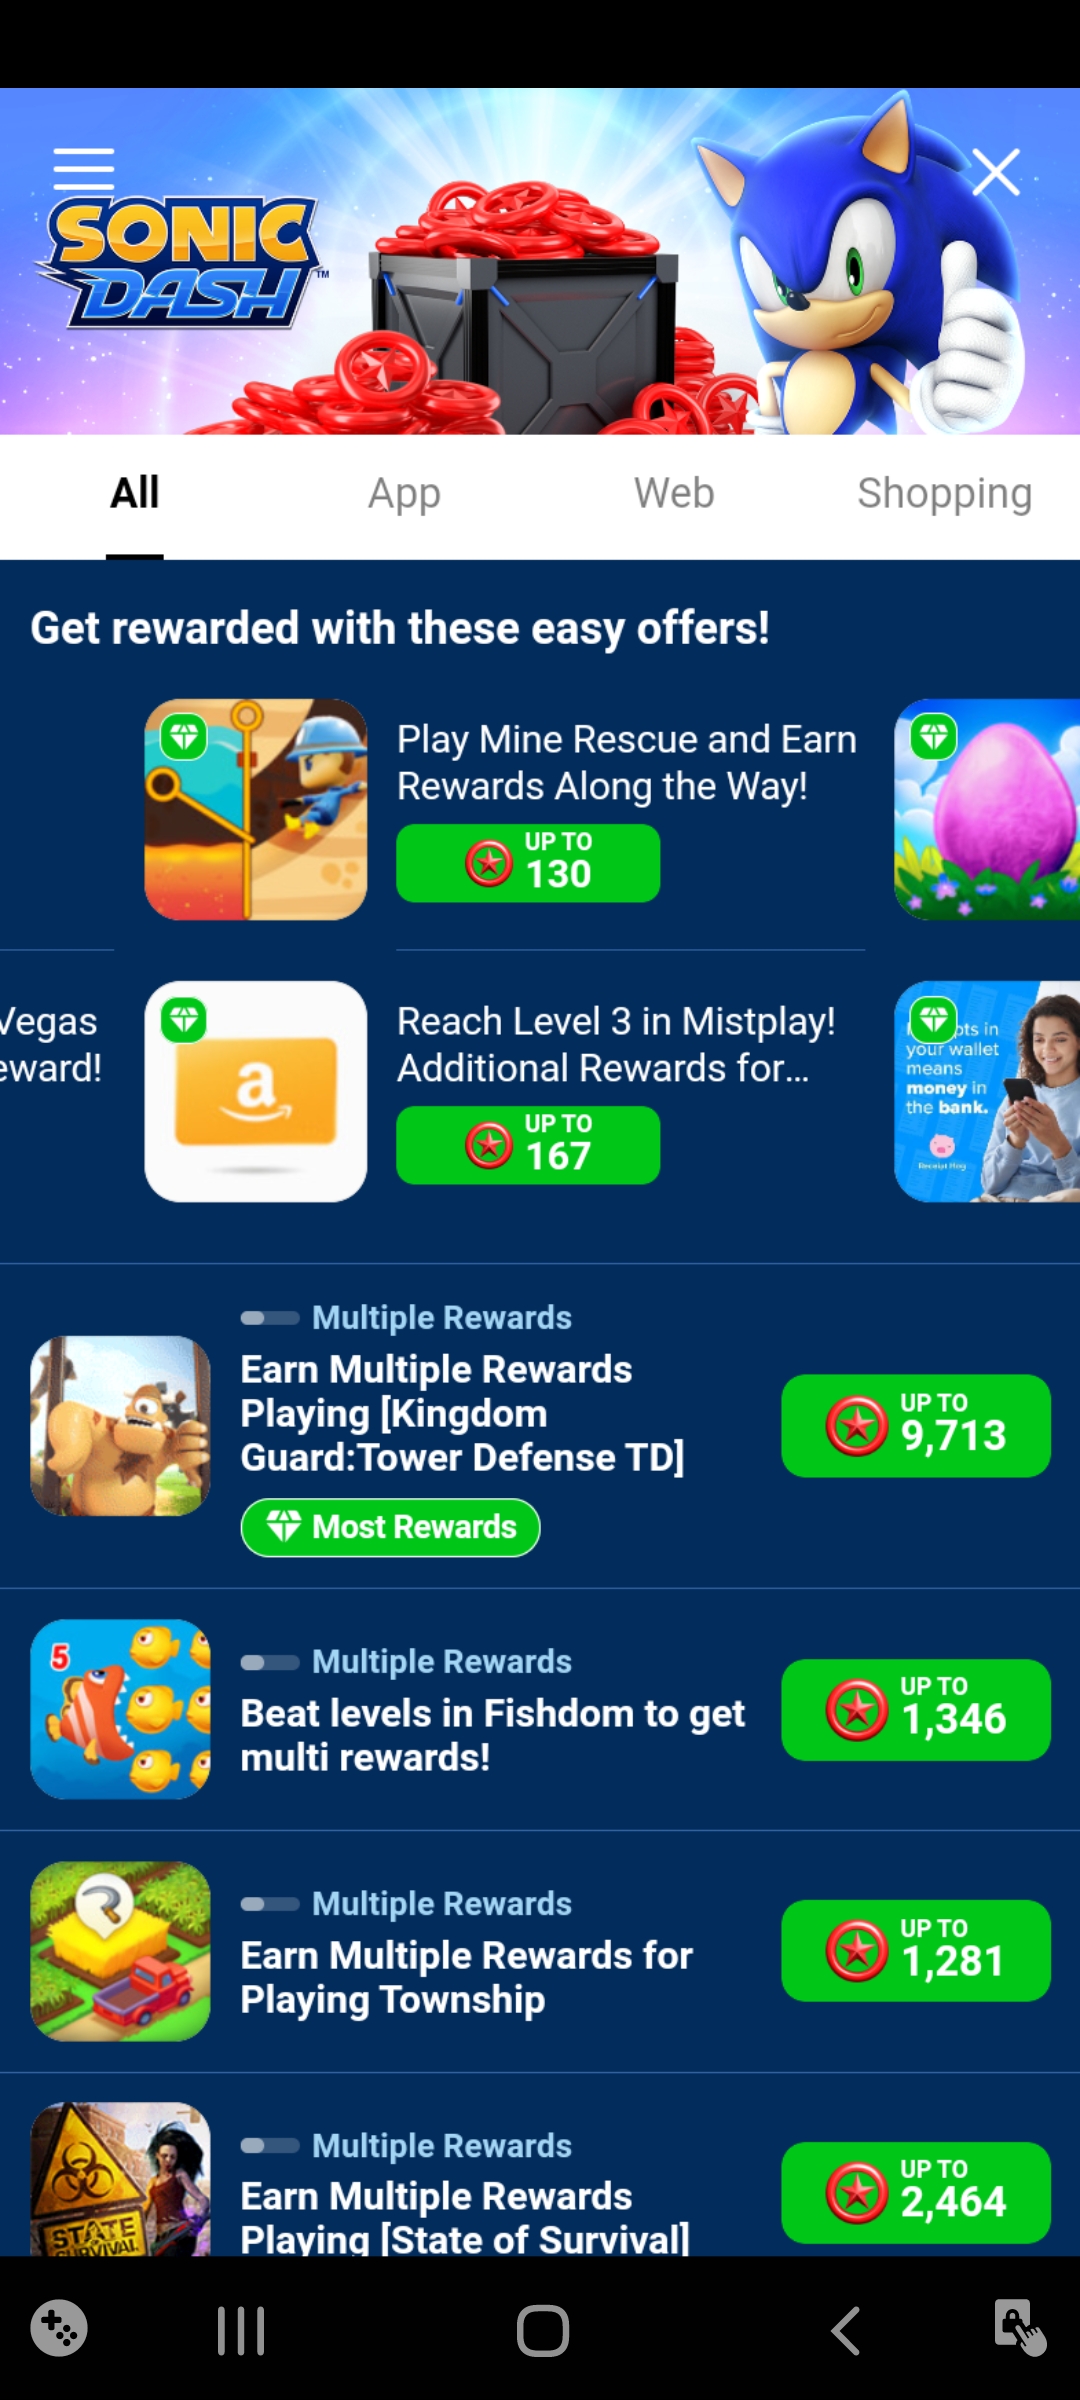 SONIC
DASH™
All
App
Web
Shopping
Get rewarded with these easy offers!
Play Mine Rescue and Earn
Rewards Along the Way!
UP TO
130
Vegas
eward!
a
Reach Level 3 in Mistplay!
Additional Rewards for...
UP TO
167
pts in
your wallet
means
money in
the bank.
Receipt Hog
Multiple Rewards
Earn Multiple Rewards
Playing [Kingdom
Guard:Tower Defense TD]
Most Rewards
UP TO
9,713
5
Multiple Rewards
Beat levels in Fishdom to get
multi rewards!
UP TO
1,346
Multiple Rewards
Earn Multiple Rewards for
Playing Township
UP TO
1,281
STATE
SURVIVAL
Multiple Rewards
Earn Multiple Rewards
Playing [State of Survival]
UP TO
2,464